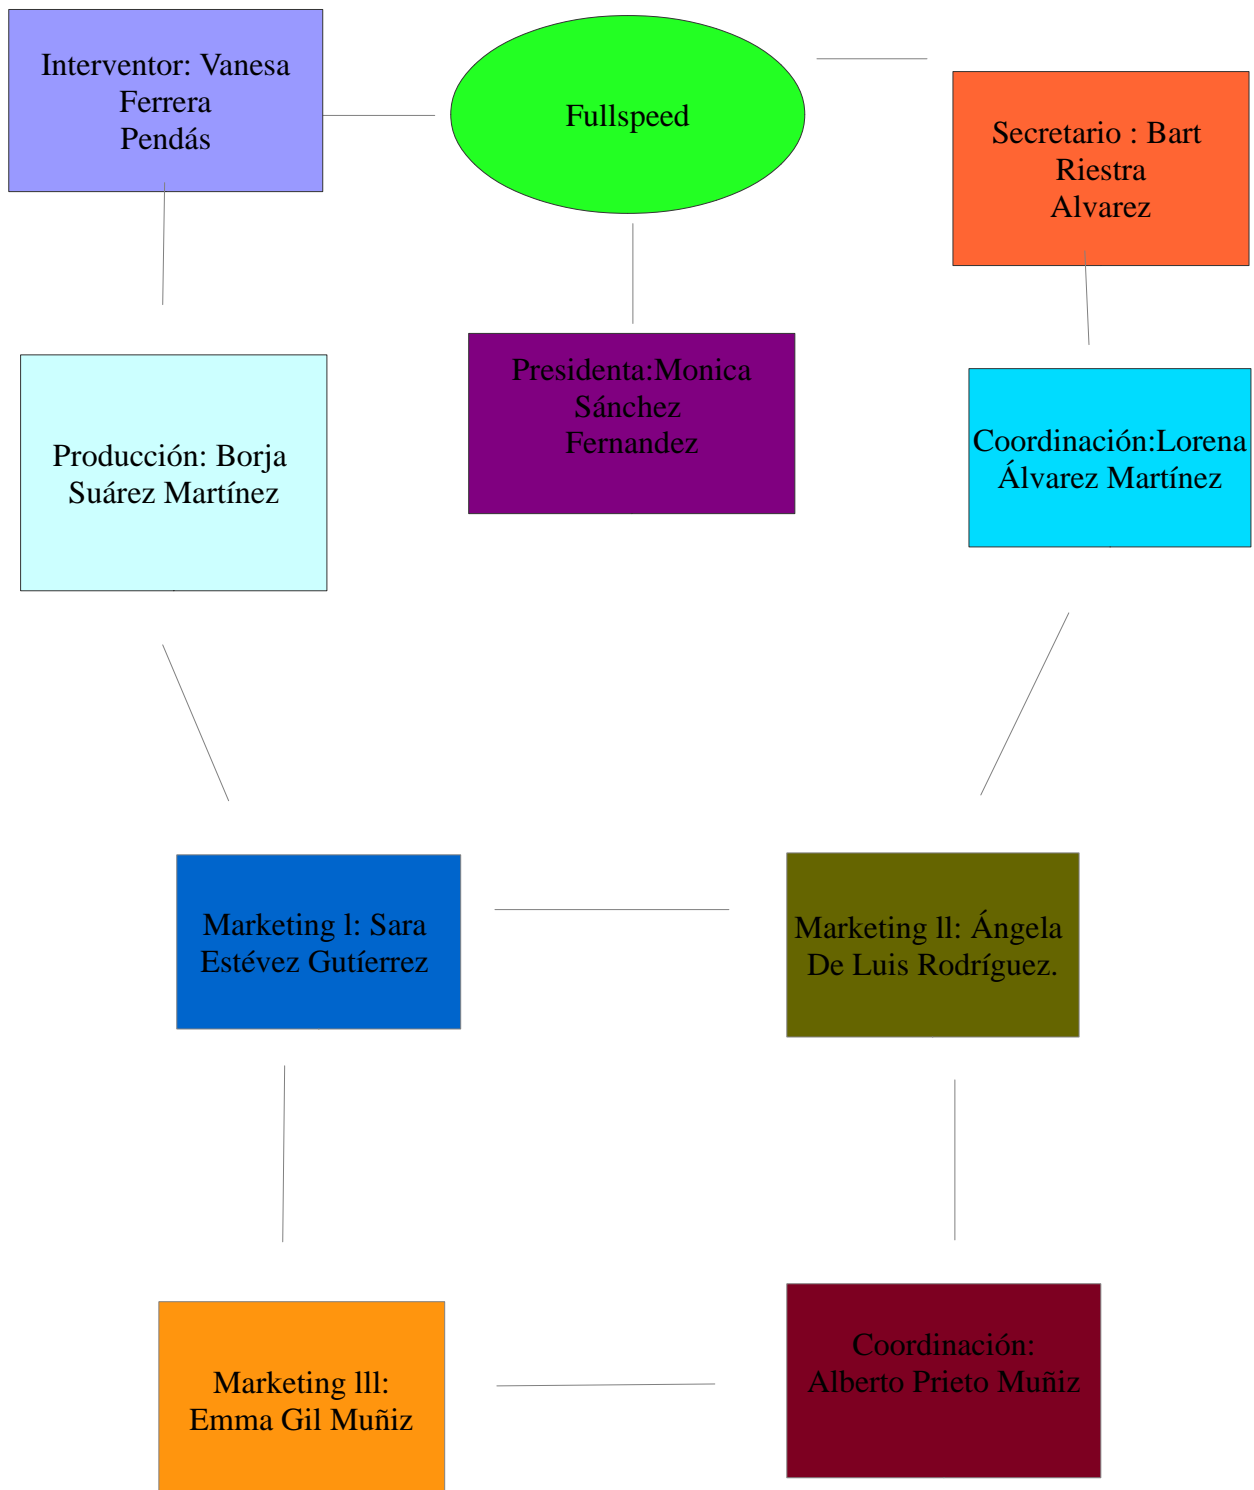 Interventor: Vanesa
Ferrera
Pendás
Fullspeed
Secretario : Bart
Riestra
Alvarez
Presidenta:Monica
Sánchez
Fernandez
Producción: Borja
Suárez Martínez
Coordinación:Lorena
Álvarez Martínez
Marketing l: Sara
Estévez Gutíerrez
Marketing ll: Ángela
De Luis Rodríguez.
Marketing lll:
Emma Gil Muñiz
Coordinación:
Alberto Prieto Muñiz